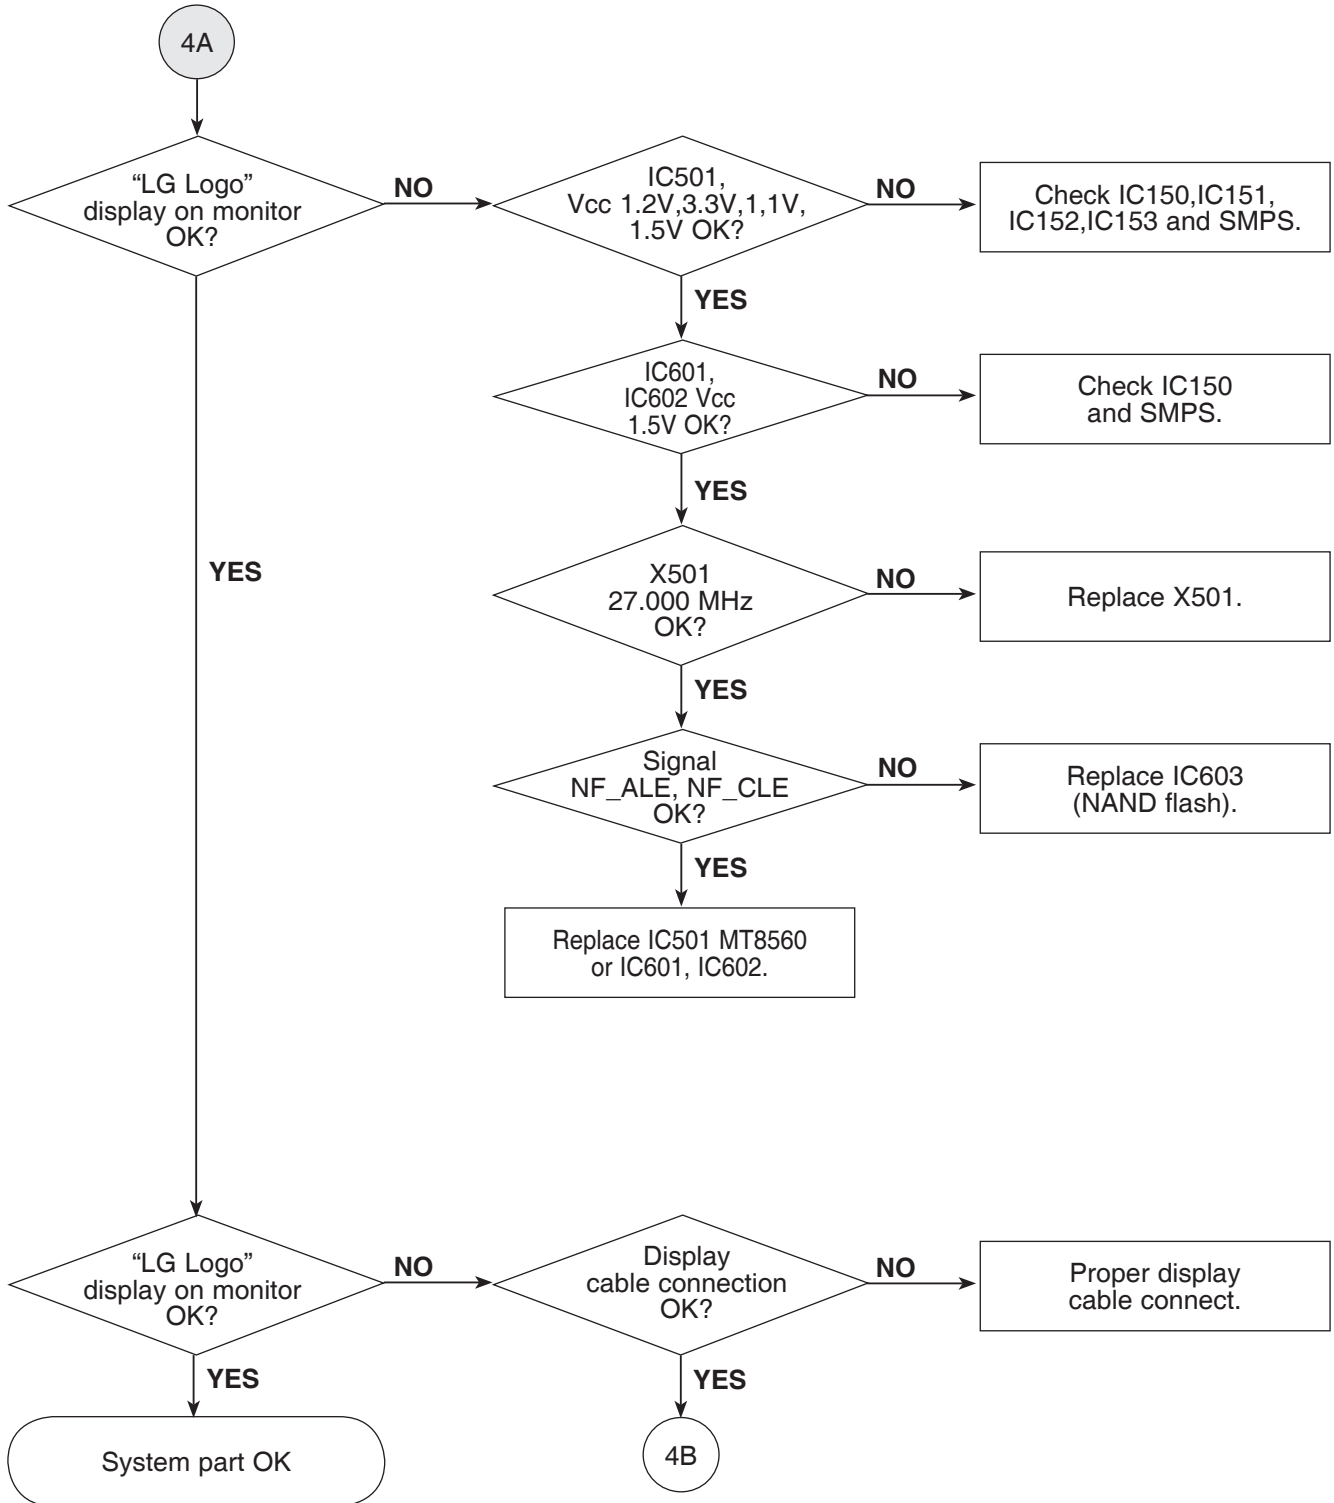 4A
“LG Logo”
display on monitor
OK?
NO
IC501,
Vcc 1.2V,3.3V,1,1V,
1.5V OK?
NO
Check IC150,IC151,
IC152,IC153 and SMPS.
YES
IC601,
IC602 Vcc
1.5V OK?
NO
Check IC150
and SMPS.
YES
X501
27.000 MHz
OK?
NO
Replace X501.
YES
YES
Signal
NF_ALE, NF_CLE
OK?
NO
Replace IC603
(NAND flash).
YES
Replace IC501 MT8560
or IC601, IC602.
“LG Logo”
display on monitor
OK?
NO
Display
cable connection
OK?
NO
Proper display
cable connect.
YES
System part OK
YES
4B